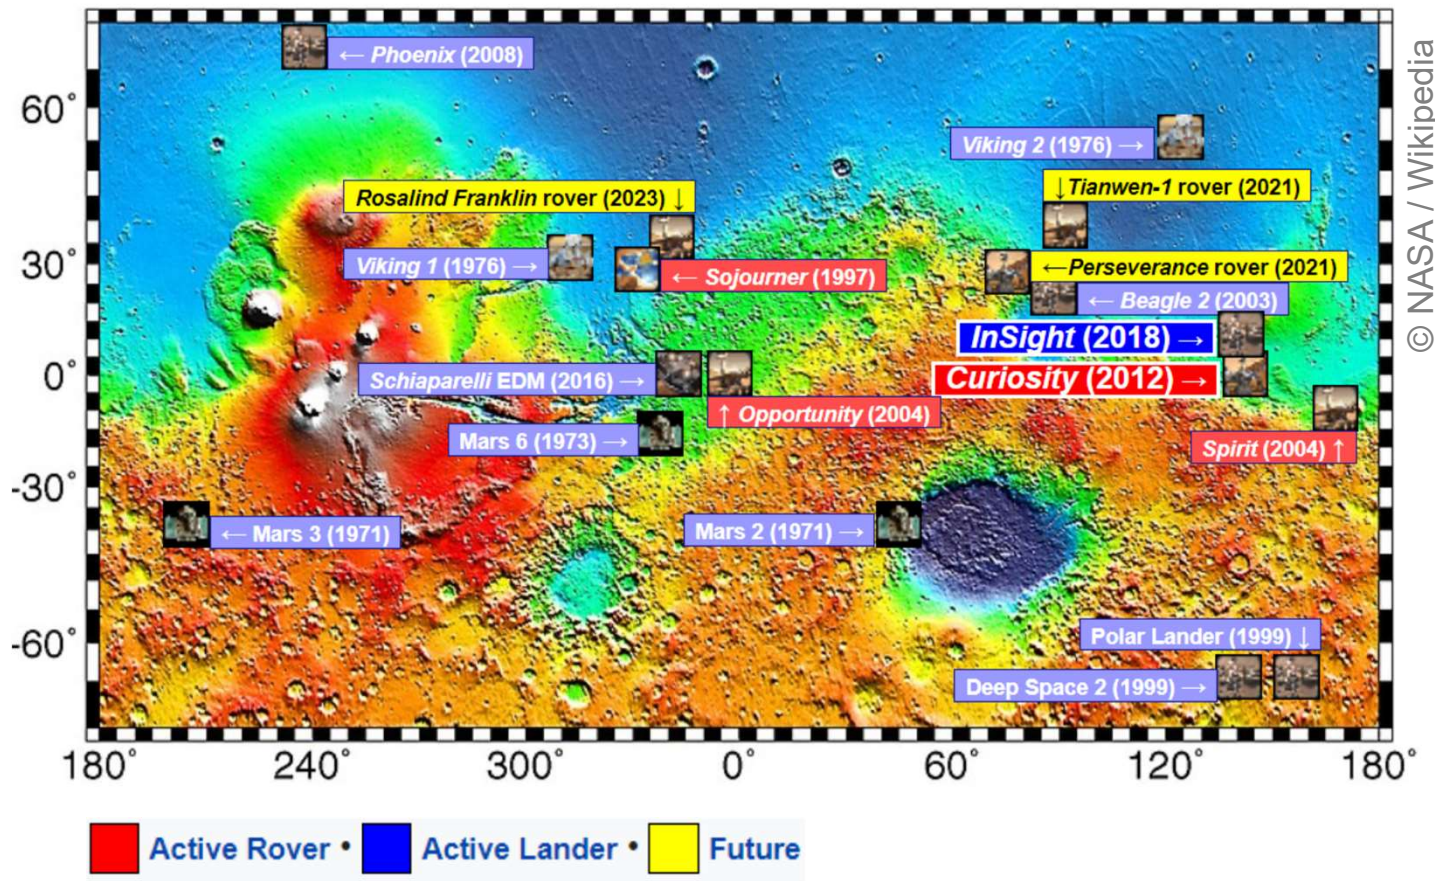 ← Phoenix (2008)
© NASA / Wikipedia
60°
Viking 2 (1976) →
↓Tianwen-1 rover (2021)
Rosalind Franklin rover (2023) ↓
30°
Viking 1 (1976) →
← Sojourner (1997)
←Perseverance rover (2021)
← Beagle 2 (2003)
InSight (2018) →
0°
Schiaparelli EDM (2016) →
Curiosity (2012) →
↑ Opportunity (2004)
Mars 6 (1973) →
Spirit (2004) ↑
-30°
← Mars 3 (1971)
Mars 2 (1971) →
-60°
Polar Lander (1999) ↓
Deep Space 2 (1999) →
180° 240° 300° 0° 60° 120° 180°
Active Rover • Active Lander • Future